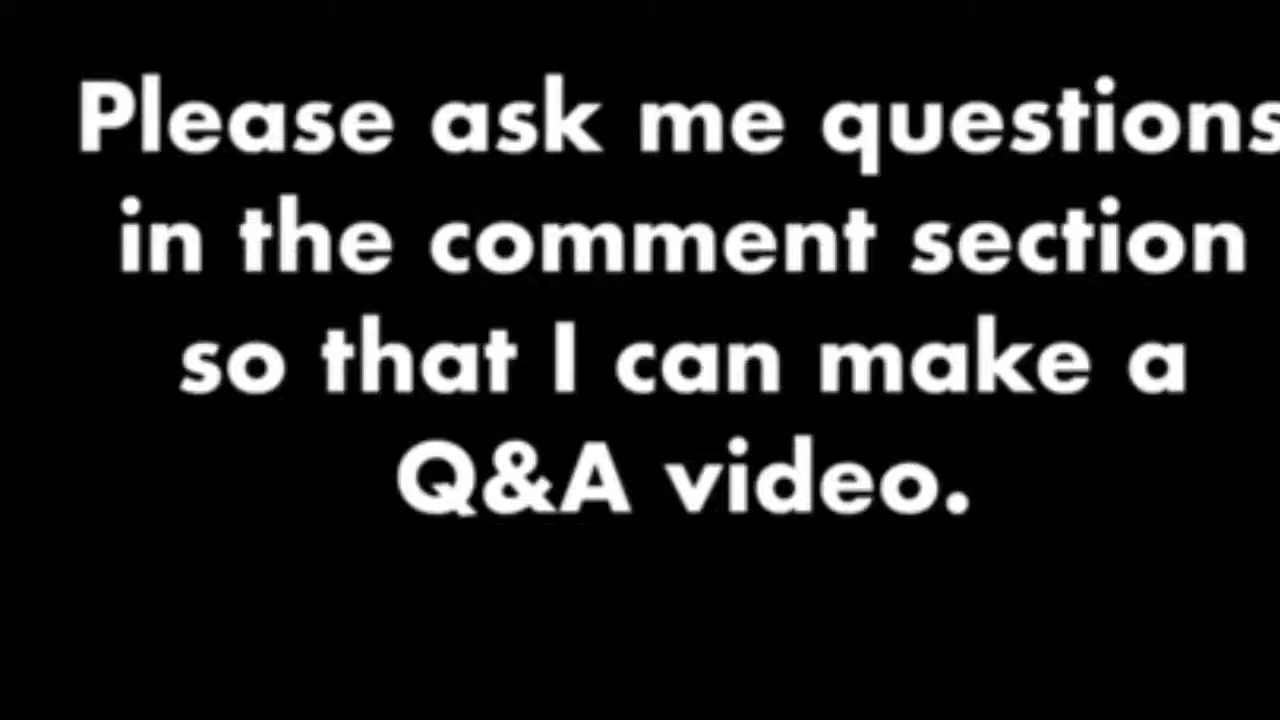 Please ask me questions
in the comment section
so that I can make a
Q&A video.